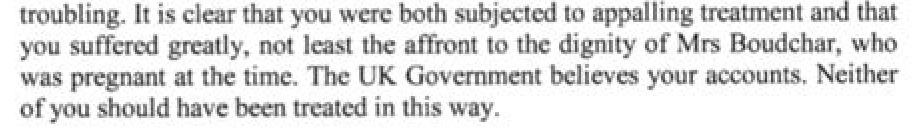 troubling. It is clear that you were both subjected to appalling treatment and that
you suffered greatly, not least the affront to the dignity of Mrs Boudchar, who
was pregnant at the time. The UK Government believes your accounts. Neither
of you should have been treated in this way.